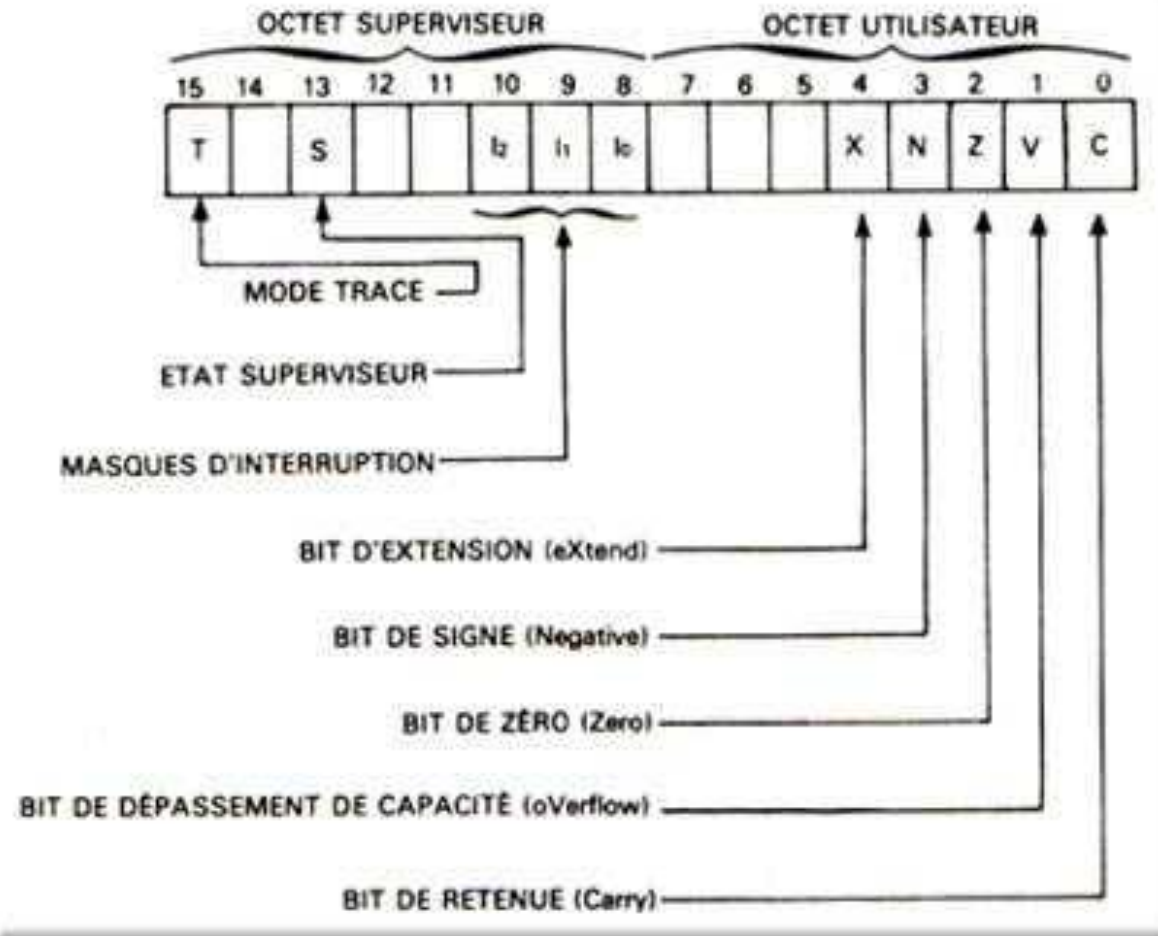 OCTET SUPERVISEUR OCTET UTILISATEUR
15 14 13 12 11 10 9 8 7 6 5 4 3 2 1 0
T S I2 I1 I0 X N Z V C
MODE TRACE
ETAT SUPERVISEUR
MASQUES D'INTERRUPTION
BIT D'EXTENSION (eXtend)
BIT DE SIGNE (Negative)
BIT DE ZÉRO (Zero)
BIT DE DÉPASSEMENT DE CAPACITÉ (oVerflow)
BIT DE RETENUE (Carry)